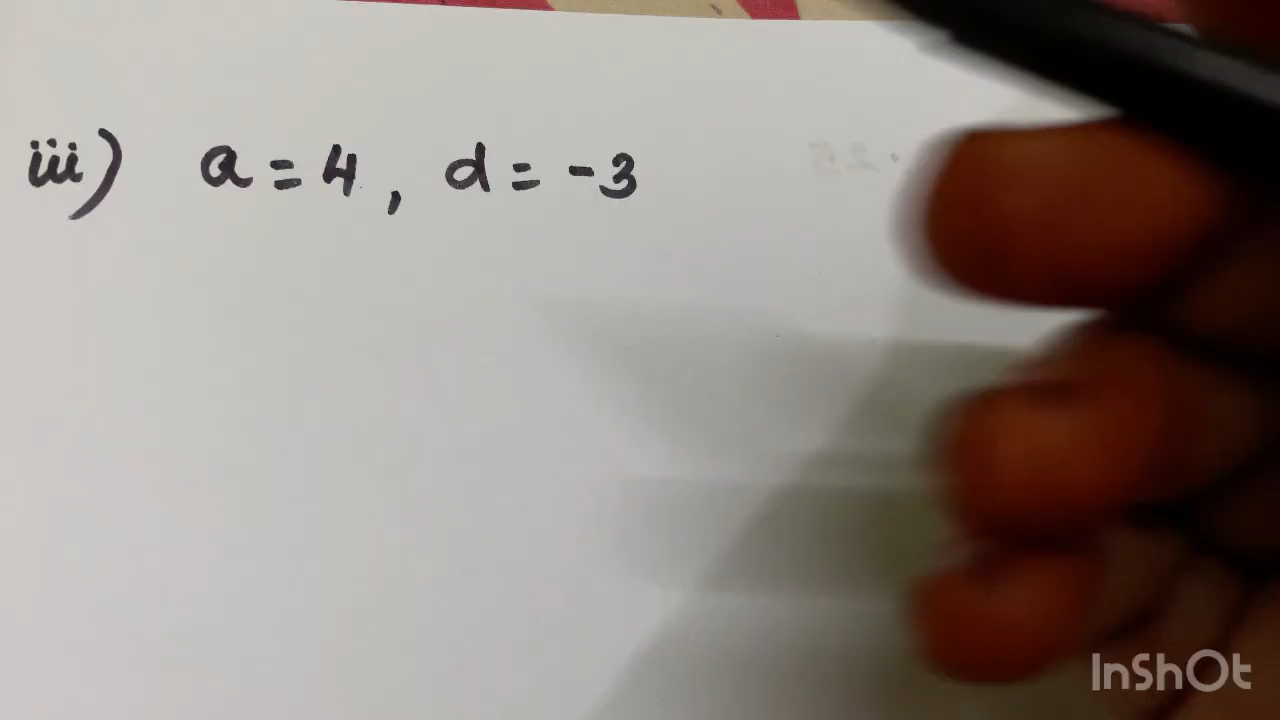 iii) a = 4, d = -3
InShOt